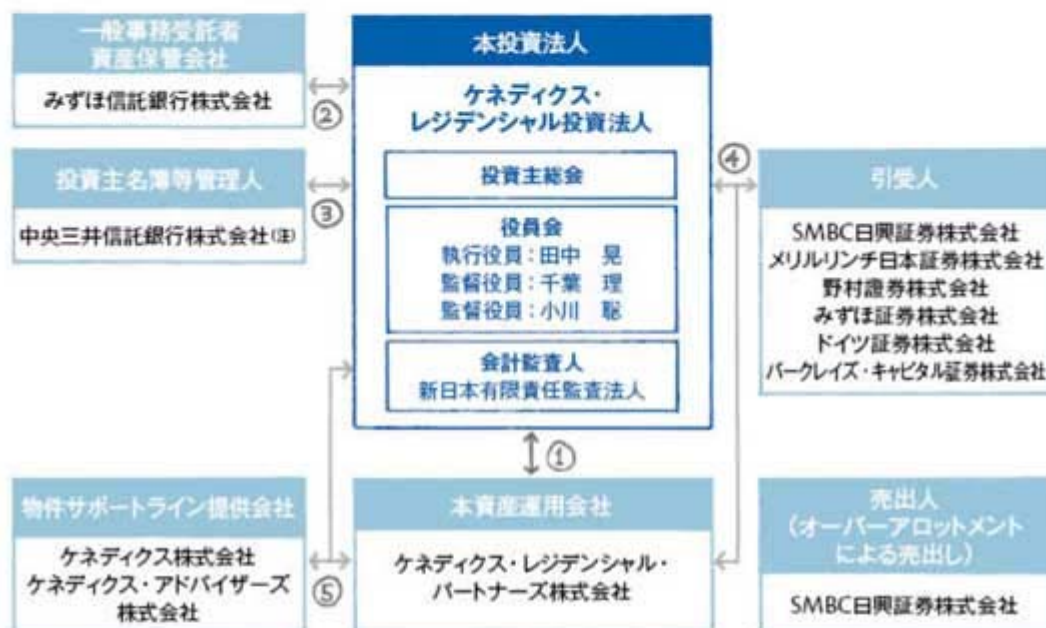 一般事務受託者
資産保管会社
みずほ信託銀行株式会社
②
投資主名簿等管理人
中央三井信託銀行株式会社(注)
③
本投資法人
ケネディクス・
レジデンシャル投資法人
投資主総会
役員会
執行役員：田中　晃
監督役員：千葉　理
監督役員：小川　聡
会計監査人
新日本有限責任監査法人
④
引受人
SMBC日興証券株式会社
メリルリンチ日本証券株式会社
野村證券株式会社
みずほ証券株式会社
ドイツ証券株式会社
バークレイズ・キャピタル証券株式会社
①
物件サポートライン提供会社
ケネディクス株式会社
ケネディクス・アドバイザーズ
株式会社
⑤
本資産運用会社
ケネディクス・レジデンシャル・
パートナーズ株式会社
売出人
(オーバーアロットメント
による売出し)
SMBC日興証券株式会社